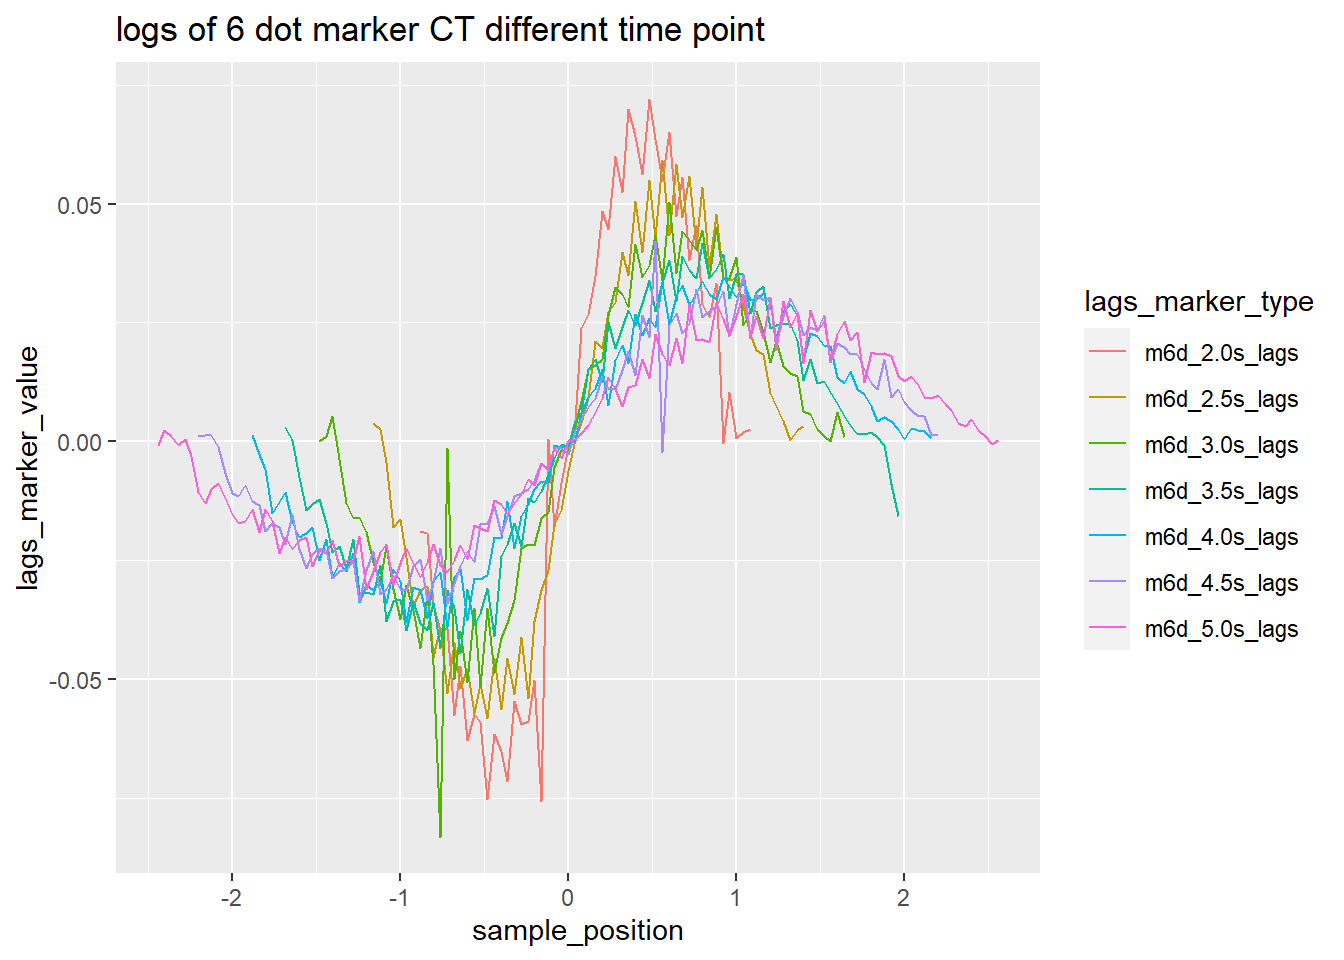 logs of 6 dot marker CT different time point
lags_marker_value
0.05
0.00
-0.05
-2
-1
0
1
2
sample_position
lags_marker_type
m6d_2.0s_lags
m6d_2.5s_lags
m6d_3.0s_lags
m6d_3.5s_lags
m6d_4.0s_lags
m6d_4.5s_lags
m6d_5.0s_lags